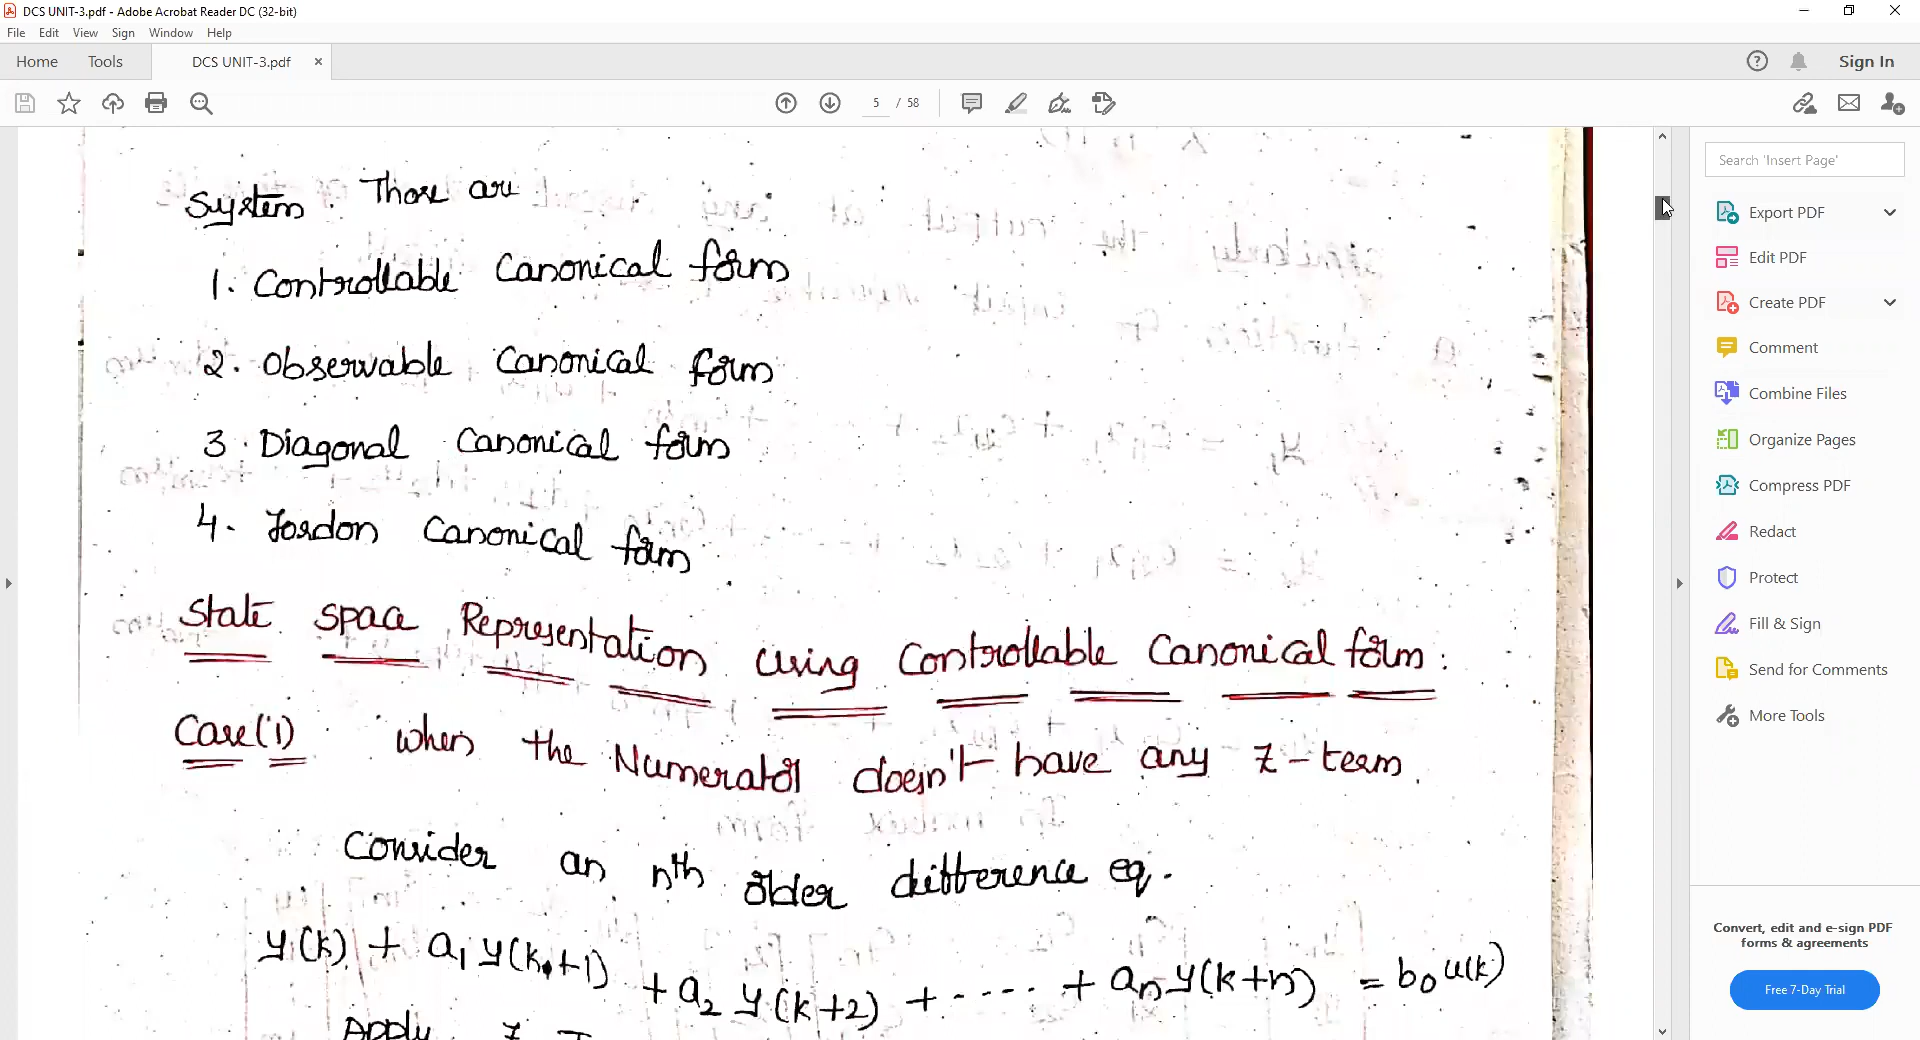 DCS UNIT-3.pdf - Adobe Acrobat Reader DC (32-bit)
File Edit View Sign Window Help
Home Tools DCS UNIT-3.pdf × Sign In
5 / 58
System. Those are
1. Controllable Canonical form
2. Observable Canonical form
3. Diagonal Canonical form
4. Jordon Canonical form
State space Representation using Controllable Canonical form:
Case(1) when the Numerator doesn't have any z-term.
Consider an nth order difference eq.
y(k) + a1 y(k+1) + a2 y(k+2) + ---- + an y(k+n) = b0 u(k)
Apply z
Search 'Insert Page'
Export PDF
Edit PDF
Create PDF
Comment
Combine Files
Organize Pages
Compress PDF
Redact
Protect
Fill & Sign
Send for Comments
More Tools
Convert, edit and e-sign PDF
forms & agreements
Free 7-Day Trial